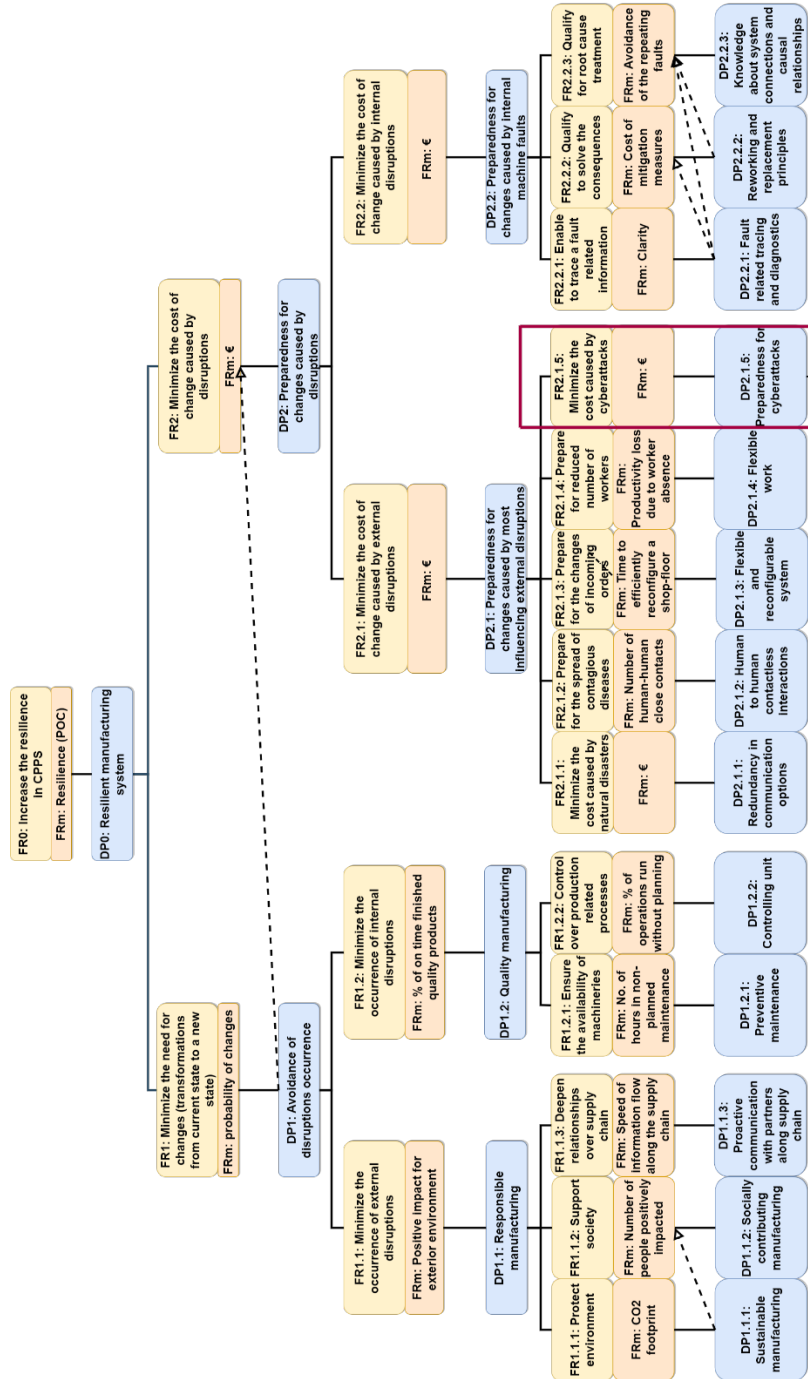 FR0: Increase the resilience
In CPPS
FRm: Resilience (POC)
DP0: Resilient manufacturing
system
FR1: Minimize the need for
changes (transformations
from current state to a new
state)
FRm: probability of changes
DP1: Avoidance of
disruptions occurrence
FR2: Minimize the cost of
change caused by
disruptions
FRm: €
DP2: Preparedness for
changes caused by
disruptions
FR1.1: Minimize the
occurrence of external
disruptions
FRm: Positive impact for
exterior environment
DP1.1: Responsible
manufacturing
FR1.2: Minimize the
occurrence of internal
disruptions
FRm: % of on time finished
quality products
DP1.2: Quality manufacturing
FR2.1: Minimize the cost of
change caused by external
disruptions
FRm: €
DP2.1: Preparedness for
changes caused by most
Influencing external disruptions
FR2.2: Minimize the cost of
change caused by internal
disruptions
FRm: €
DP2.2: Preparedness for
changes caused by internal
machine faults
FR1.1.1: Protect
environment
FRm: CO2
footprint
DP1.1.1:
Sustainable
manufacturing
FR1.1.2: Support
society
FRm: Number of
people positively
impacted
DP1.1.2: Socially
contributing
manufacturing
FR1.1.3: Deepen
relationships
over supply
chain
FRm: Speed of
Information flow
along the supply
chain
DP1.1.3:
Proactive
communication
with partners
along supply
chain
FR1.2.1: Ensure
the availability of
machineries
FRm: No. of
hours in non-
planned
maintenance
DP1.2.1:
Preventive
maintenance
FR1.2.2: Control
over production
related
processes
FRm: % of
operations run
without planning
DP1.2.2:
Controlling unit
FR2.1.1:
Minimize the
cost caused by
natural disasters
FRm: €
DP2.1.1:
Redundancy in
communication
options
FR2.1.2: Prepare
for the spread of
contagious
diseases
FRm: Number of
human-human
close contacts
DP2.1.2: Human
to human
contactless
Interactions
FR2.1.3: Prepare
for the changes
of incoming
orders
FRm: Time to
efficiently
reconfigure a
shop-floor
DP2.1.3: Flexible
and
reconfigurable
system
FR2.1.4: Prepare
for reduced
number of
workers
FRm:
Productivity loss
due to worker
absence
DP2.1.4: Flexible
work
FR2.1.5:
Minimize the
cost caused by
cyberattacks
FRm: €
DP2.1.5:
Preparedness for
cyberattacks
FR2.2.1: Enable
to trace a fault
related
information
FRm: Clarity
DP2.2.1: Fault
related tracing
and diagnostics
FR2.2.2: Qualify
to solve the
consequences
FRm: Cost of
mitigation
measures
DP2.2.2:
Reworking and
replacement
principles
FR2.2.3: Qualify
for root cause
treatment
FRm: Avoidance
of the repeating
faults
DP2.2.3:
Knowledge
about system
connections and
causal
relationships